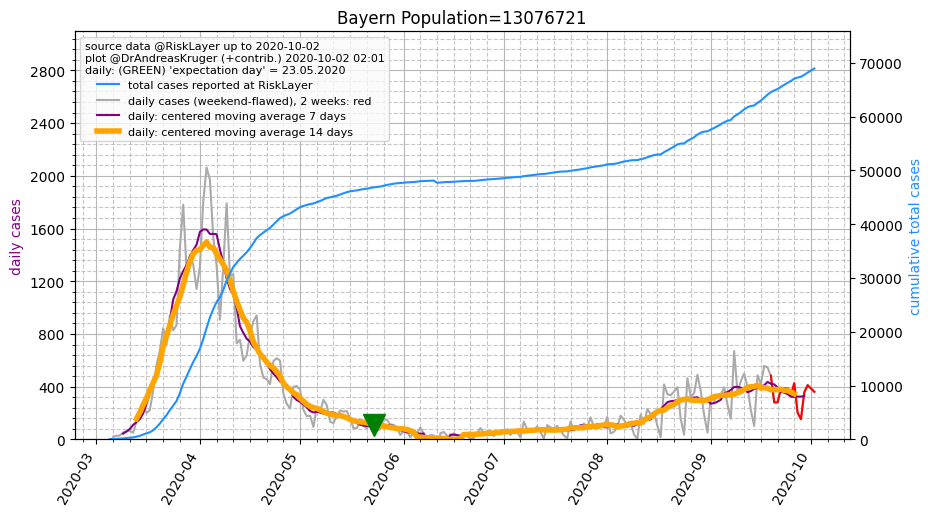 Bayern Population=13076721
source data @RiskLayer up to 2020-10-02
plot @DrAndreasKruger (+contrib.) 2020-10-02 02:01
daily: (GREEN) 'expectation day' = 23.05.2020
total cases reported at RiskLayer
daily cases (weekend-flawed), 2 weeks: red
daily: centered moving average 7 days
daily: centered moving average 14 days
daily cases
2800
2400
2000
1600
1200
800
400
0
70000
60000
50000
40000
30000
20000
10000
0
cumulative total cases
2020-03
2020-04
2020-05
2020-06
2020-07
2020-08
2020-09
2020-10